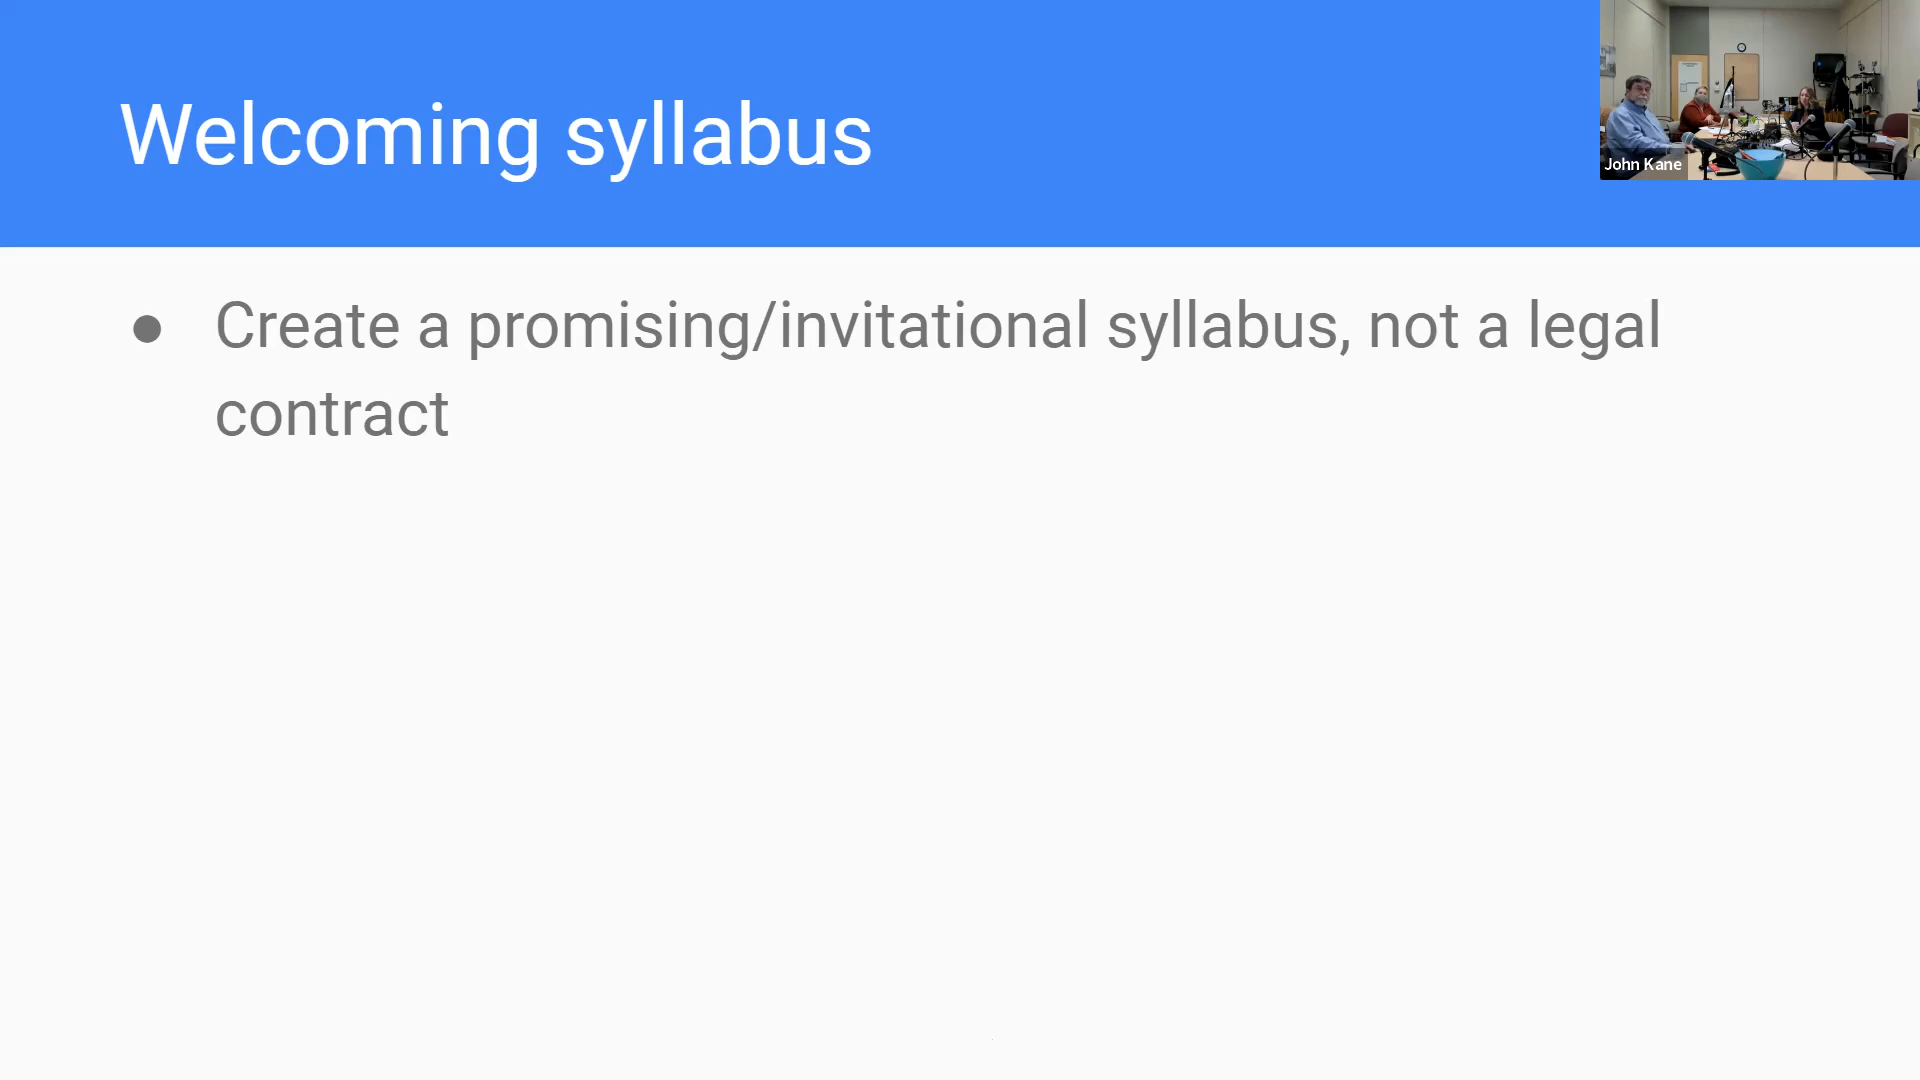 Welcoming syllabus
John Kane
● Create a promising/invitational syllabus, not a legal
contract